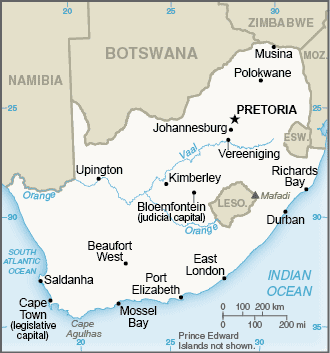 20
25
30
ZIMBABWE
BOTSWANA
Musina
MOZ.
NAMIBIA
Polokwane
25
25
PRETORIA
Johannesburg
ESW.
Vaal
Vereeniging
Upington
Kimberley
Richards
Bay
Orange
Mafadi
Bloemfontein
(judicial capital)
LESO.
30
30
Durban
Orange
SOUTH
ATLANTIC
OCEAN
Beaufort
West
East
London
INDIAN
OCEAN
Saldanha
Port
Elizabeth
Cape
Town
(legislative
capital)
Mossel
Bay
Cape
Agulhas
0 100 200 km
0 100 200 mi
Prince Edward
Islands not shown.
20
25